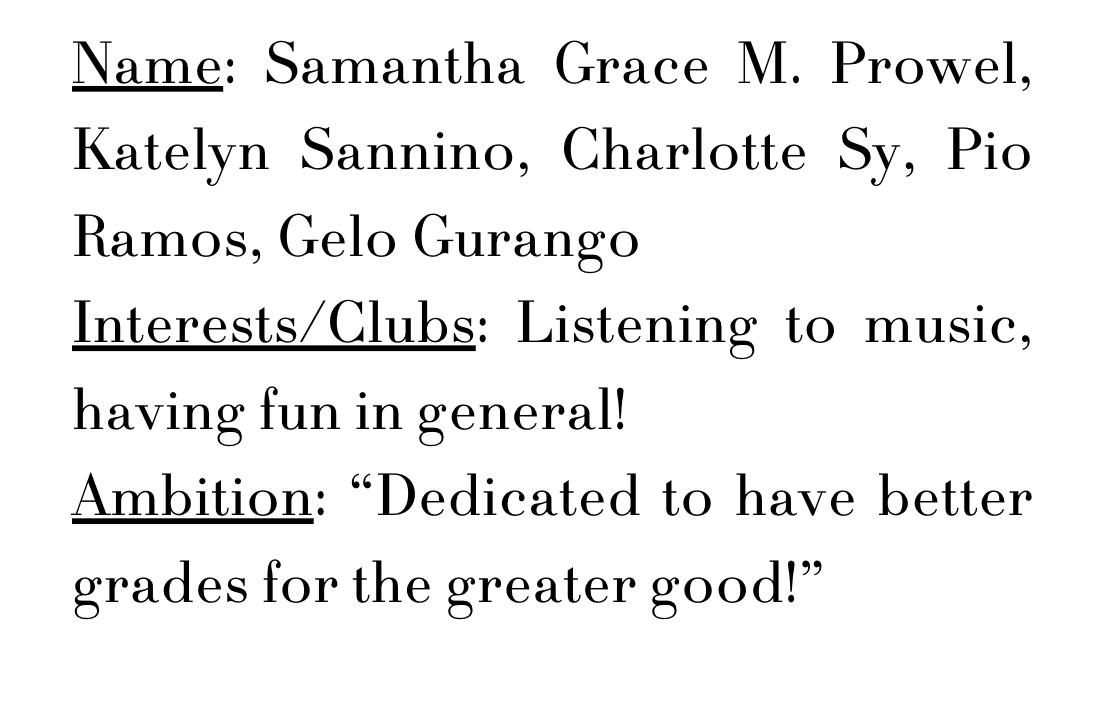 Name: Samantha Grace M. Prowel,
Katelyn Sannino, Charlotte Sy, Pio
Ramos, Gelo Gurango
Interests/Clubs: Listening to music,
having fun in general!
Ambition: “Dedicated to have better
grades for the greater good!”